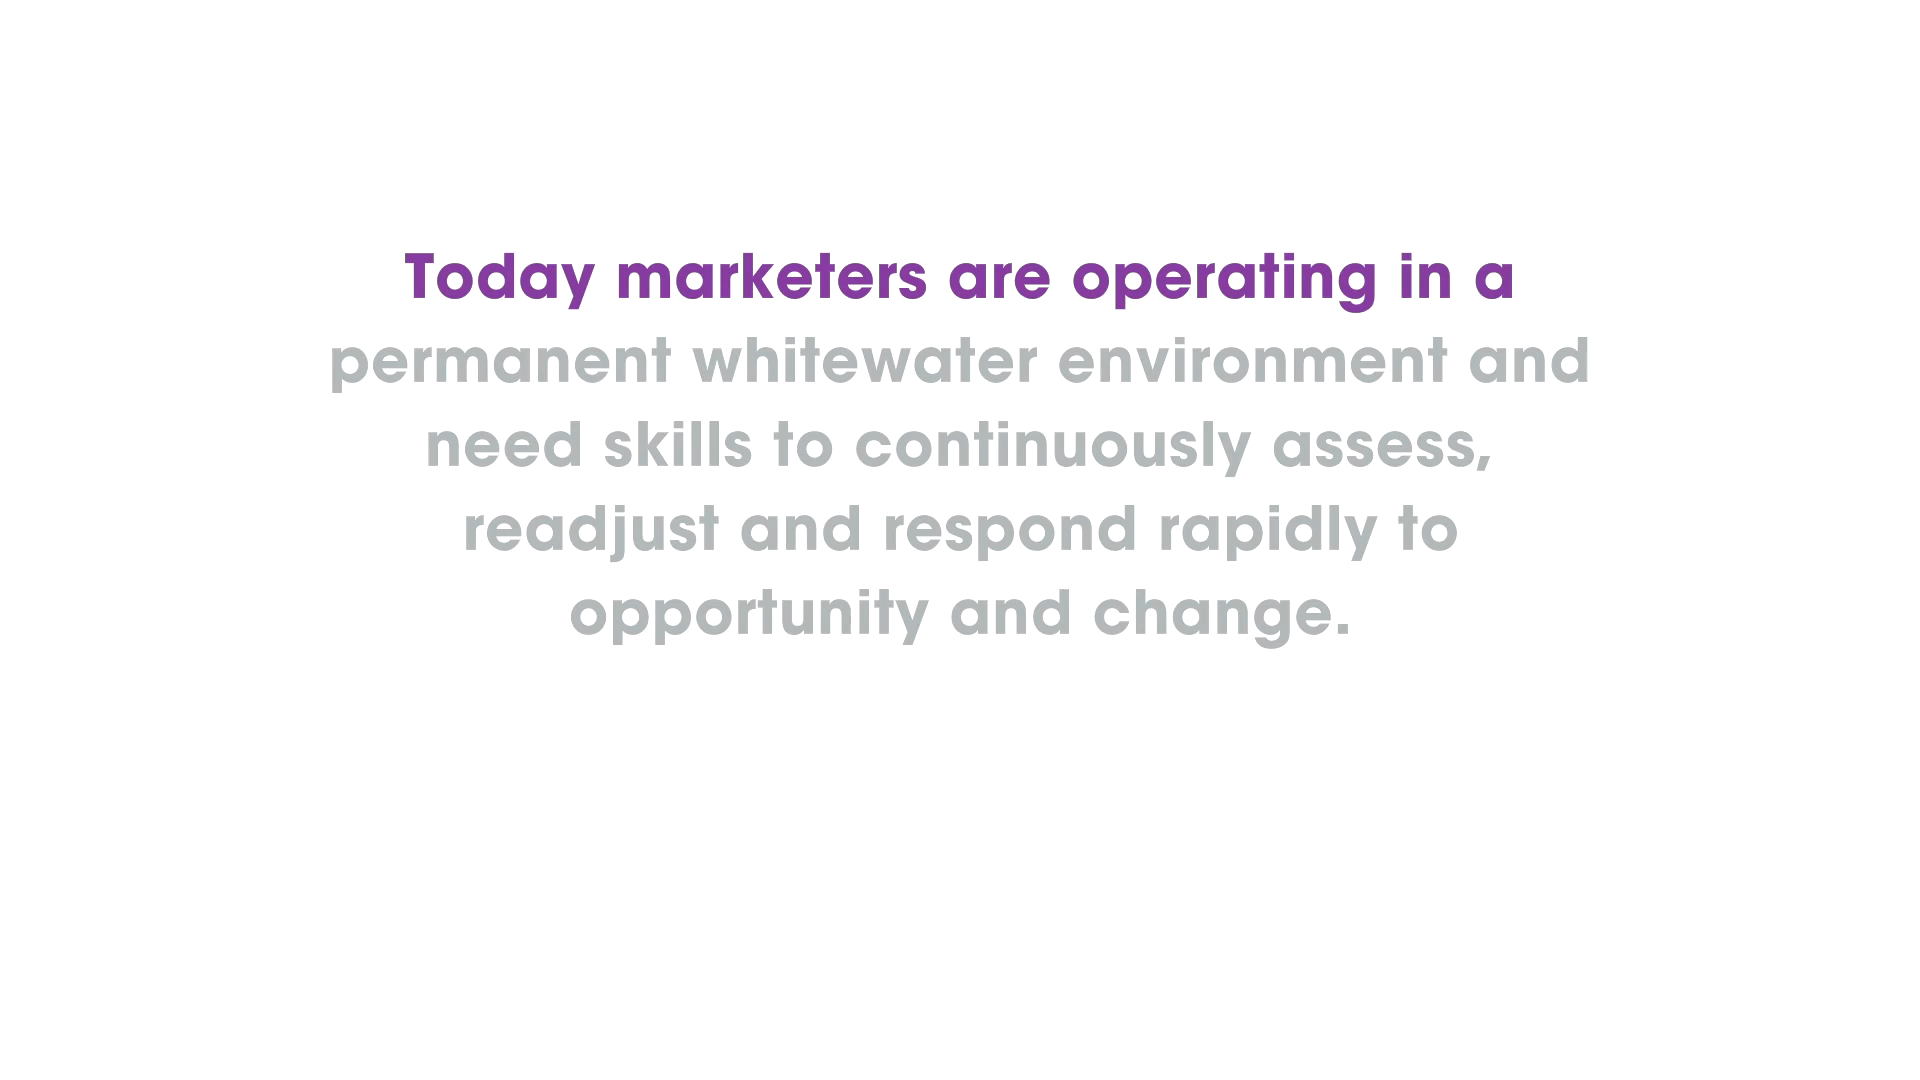 Today marketers are operating in a
permanent whitewater environment and
need skills to continuously assess,
readjust and respond rapidly to
opportunity and change.